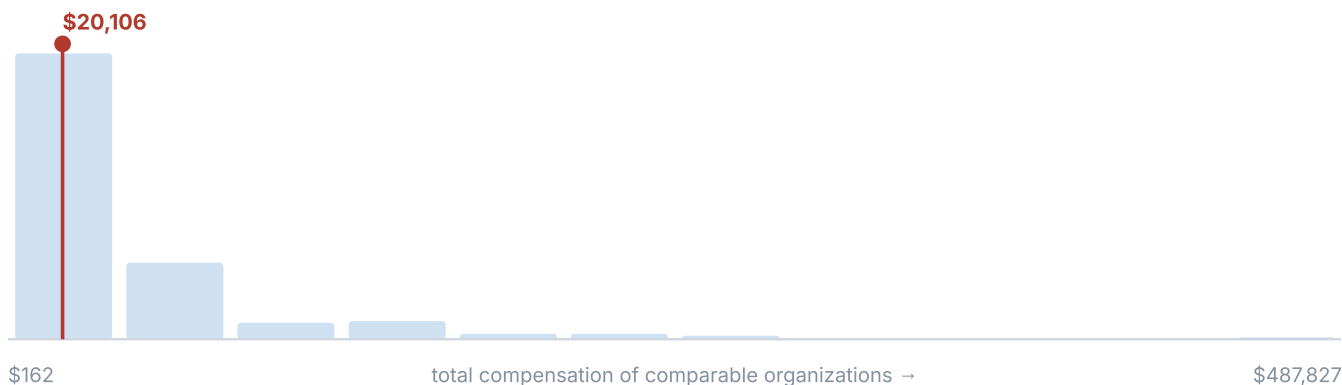 $20,106
$162 total compensation of comparable organizations → $487,827